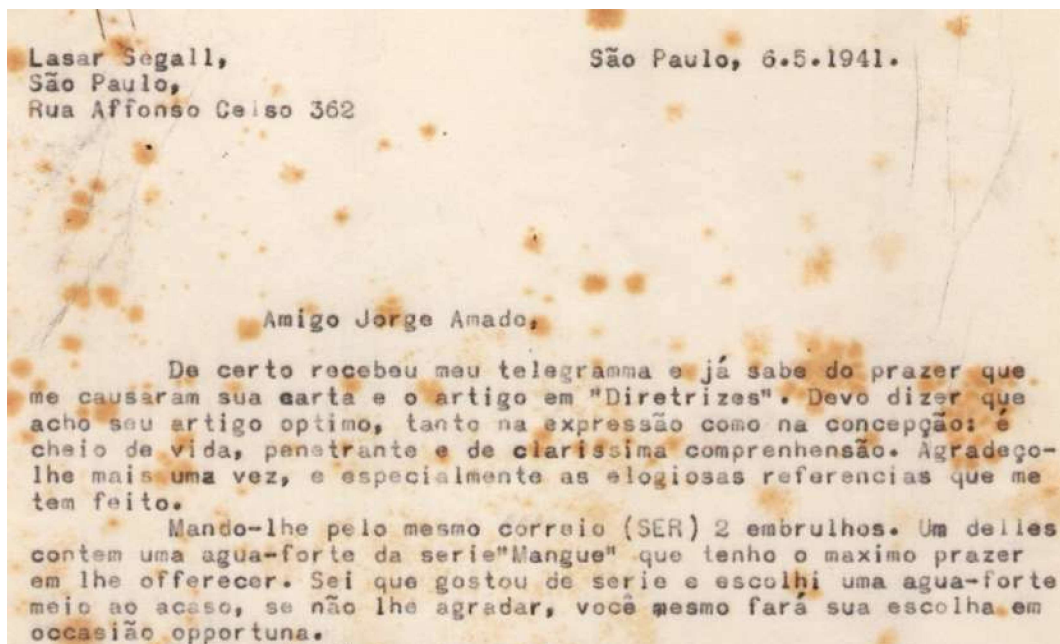 Lasar Segall,
São Paulo, 6.5.1941.
São Paulo,
Rua Affonso Celso 362
Amigo Jorge Amado,
De certo recebeu meu telegramma e já sabe do prazer que
me causaram sua carta e o artigo em "Diretrizes". Devo dizer que
acho seu artigo optimo, tanto na expressão como na concepção: é
cheio de vida, penetrante e de clarissima comprenhensão. Agradeço-
lhe mais uma vez, e especialmente as elogiosas referencias que me
tem feito.
Mando-lhe pelo mesmo correio (SER) 2 embrulhos. Um delles
contem uma agua-forte da serie"Mangue" que tenho o maximo prazer
em lhe offerecer. Sei que gostou de serie e escolhi uma agua-forte
meio ao acaso, se não lhe agradar, você mesmo fará sua escolha em
occasião opportuna.